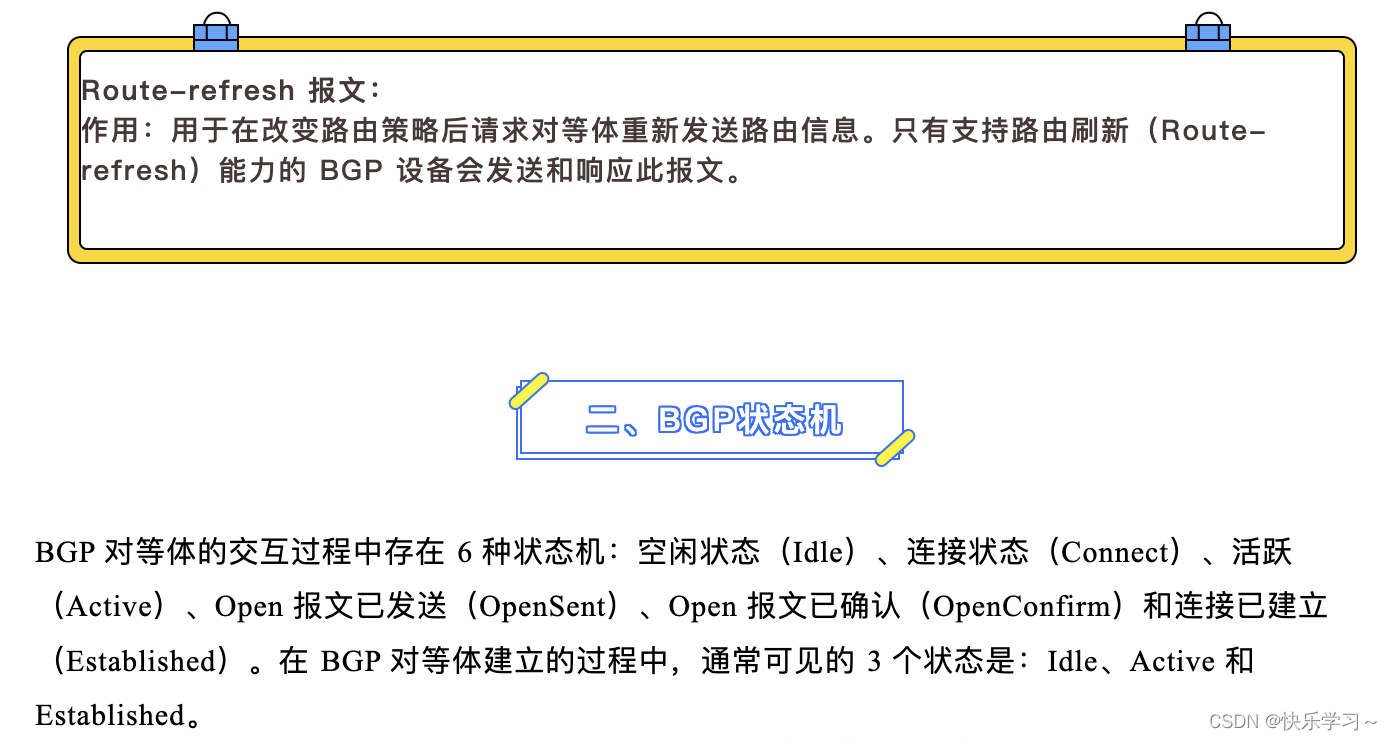 Route-refresh 报文：
作用：用于在改变路由策略后请求对等体重新发送路由信息。只有支持路由刷新（Route-
refresh）能力的 BGP 设备会发送和响应此报文。
二、BGP状态机
BGP 对等体的交互过程中存在 6 种状态机：空闲状态（Idle）、连接状态（Connect）、活跃
（Active）、Open 报文已发送（OpenSent）、Open 报文已确认（OpenConfirm）和连接已建立
（Established）。在 BGP 对等体建立的过程中，通常可见的 3 个状态是：Idle、Active 和
Established。
CSDN @快乐学习～